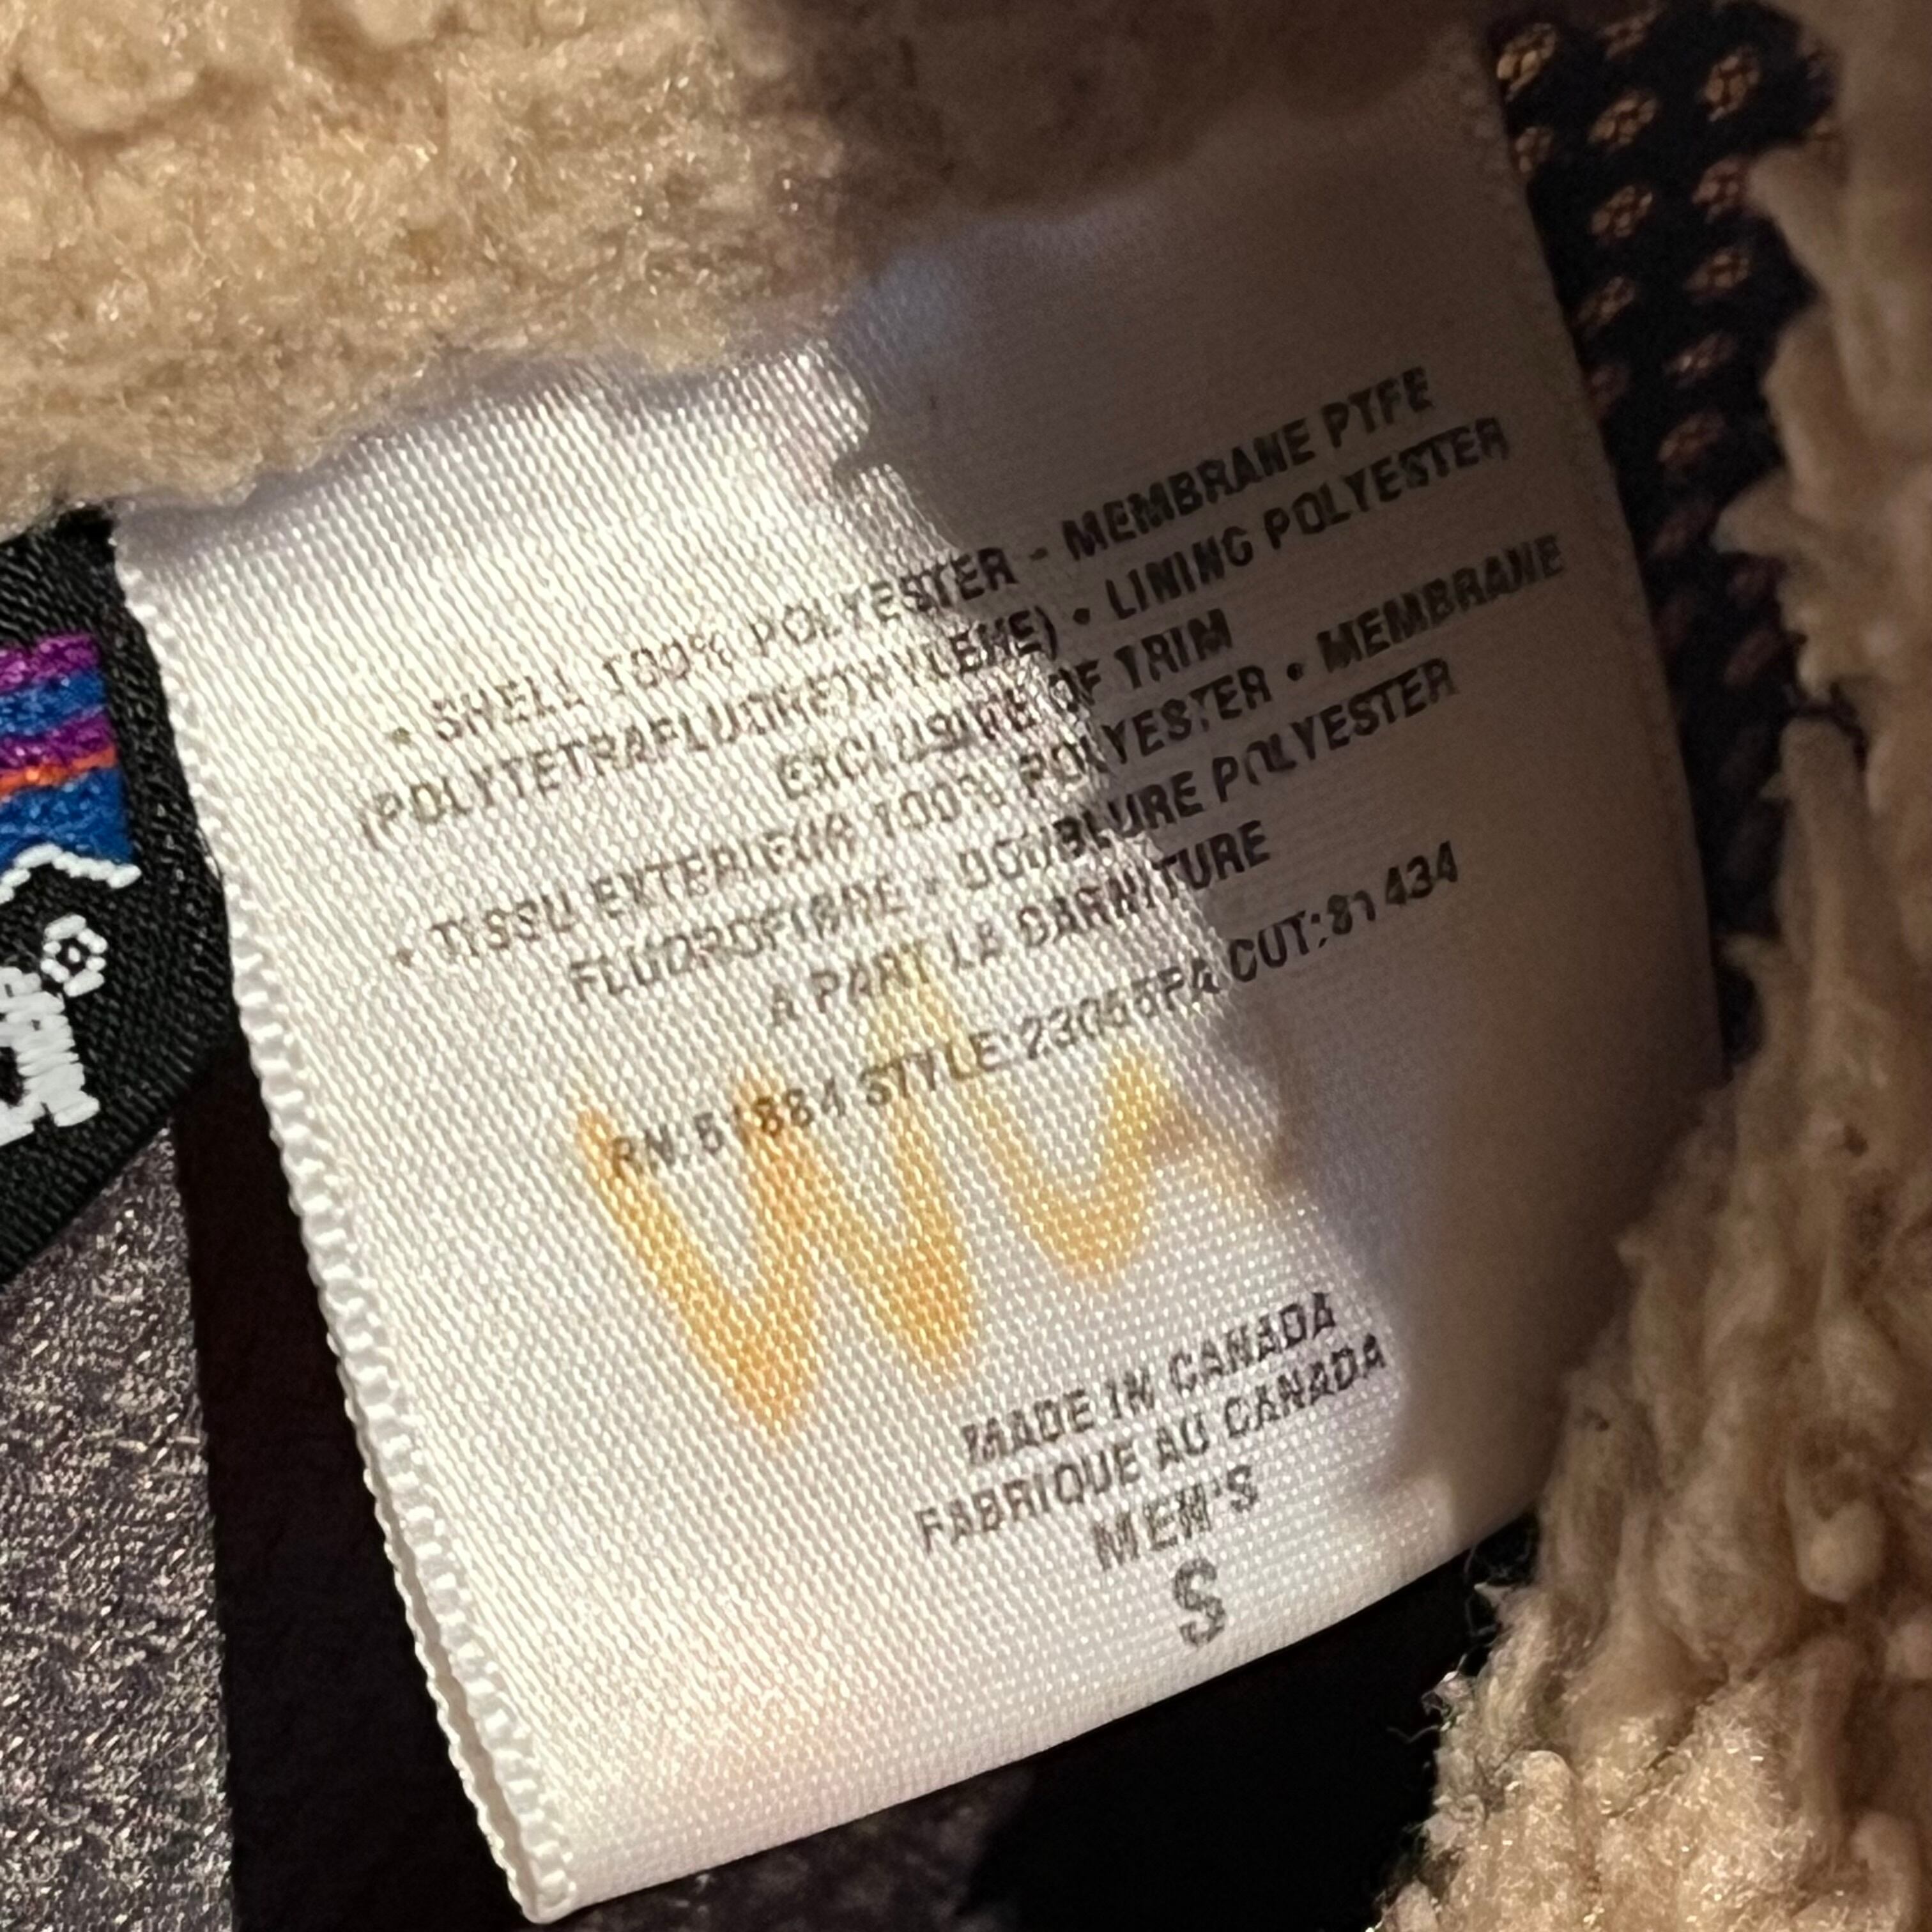 • SHELL 100% POLYESTER - MEMBRANE PTFE
(POLYTETRAFLUORETHYLENE) • LINING POLYESTER
EXCLUSIVE OF TRIM
• TISSU EXTERIEUR 100% POLYESTER • MEMBRANE
FLUOROFIBRE • DOUBLURE POLYESTER
A PART LA GARNITURE
RN: 51884 STYLE: CUT:81434
MADE IN CANADA
FABRIQUE AU CANADA
MEN'S
S